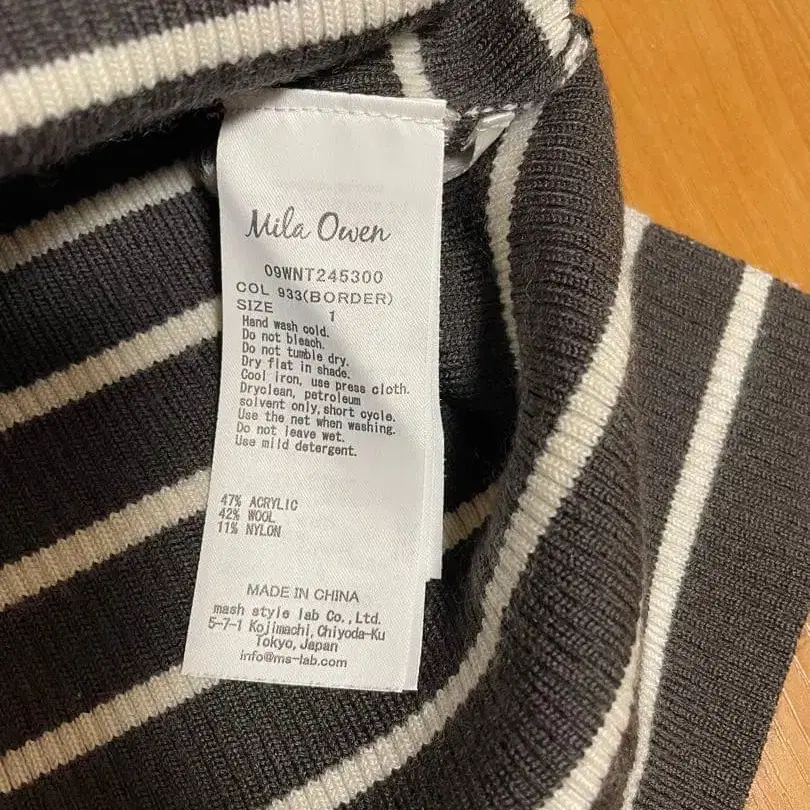 Mila Owen
09WNT245300
COL 933(BORDER)
SIZE 1
Hand wash cold.
Do not bleach.
Do not tumble dry.
Dry flat in shade.
Cool iron, use press cloth.
Dryclean, petroleum
solvent only, short cycle.
Use the net when washing.
Do not leave wet.
Use mild detergent.
47% ACRYLIC
42% WOOL
11% NYLON
MADE IN CHINA
mash style lab Co.,Ltd.
5-7-1 Kojimachi,Chiyoda-Ku
Tokyo,Japan
info@ms-lab.com